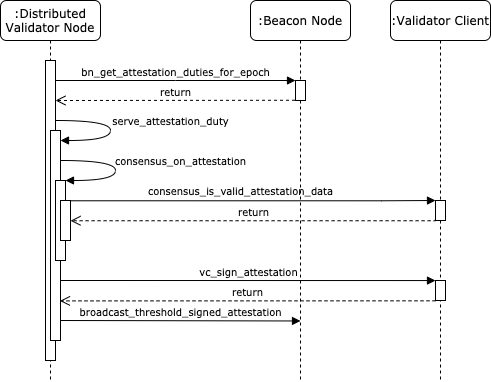 :Distributed
Validator Node
:Beacon Node
:Validator Client
bn_get_attestation_duties_for_epoch
return
serve_attestation_duty
consensus_on_attestation
consensus_is_valid_attestation_data
return
vc_sign_attestation
return
broadcast_threshold_signed_attestation